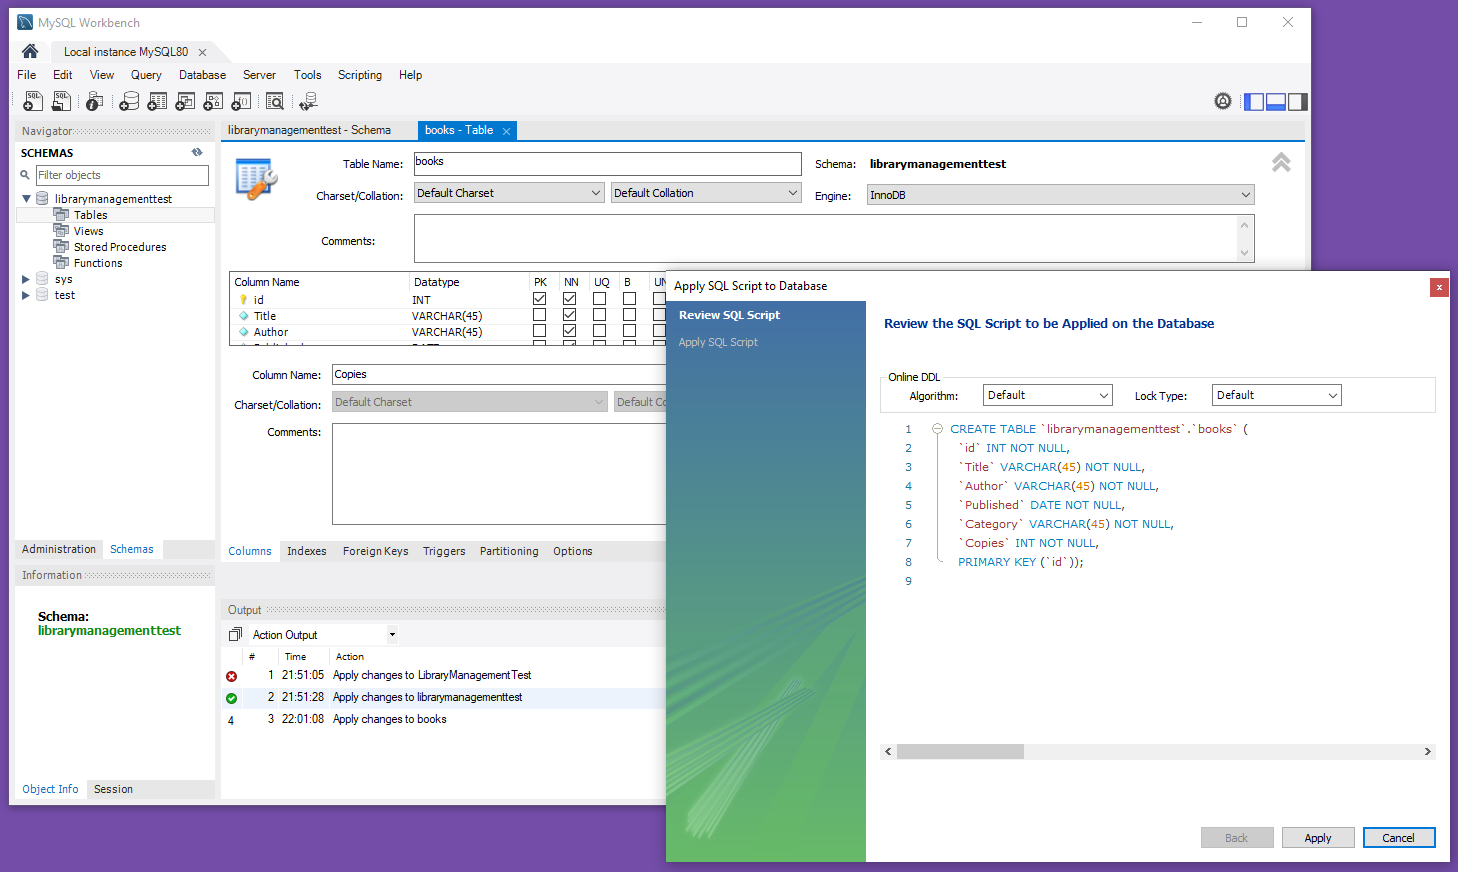 MySQL Workbench
Local instance MySQL80
File Edit View Query Database Server Tools Scripting Help
Navigator
SCHEMAS
Filter objects
librarymanagementtest
Tables
Views
Stored Procedures
Functions
sys
test
Administration Schemas
Information
Schema:
librarymanagementtest
Object Info Session
librarymanagementtest - Schema books - Table
Table Name: books Schema: librarymanagementtest
Charset/Collation: Default Charset Default Collation Engine: InnoDB
Comments:
Column Name Datatype PK NN UQ B UN
id INT
Title VARCHAR(45)
Author VARCHAR(45)
Column Name: Copies
Charset/Collation: Default Charset Default Co
Comments:
Columns Indexes Foreign Keys Triggers Partitioning Options
Output
Action Output
# Time Action
1 21:51:05 Apply changes to LibraryManagementTest
2 21:51:28 Apply changes to librarymanagementtest
4 3 22:01:08 Apply changes to books
Apply SQL Script to Database
Review SQL Script
Apply SQL Script
Review the SQL Script to be Applied on the Database
Online DDL
Algorithm: Default Lock Type: Default
1 CREATE TABLE `librarymanagementtest`.`books` (
2 `id` INT NOT NULL,
3 `Title` VARCHAR(45) NOT NULL,
4 `Author` VARCHAR(45) NOT NULL,
5 `Published` DATE NOT NULL,
6 `Category` VARCHAR(45) NOT NULL,
7 `Copies` INT NOT NULL,
8 PRIMARY KEY (`id`));
9
Back Apply Cancel